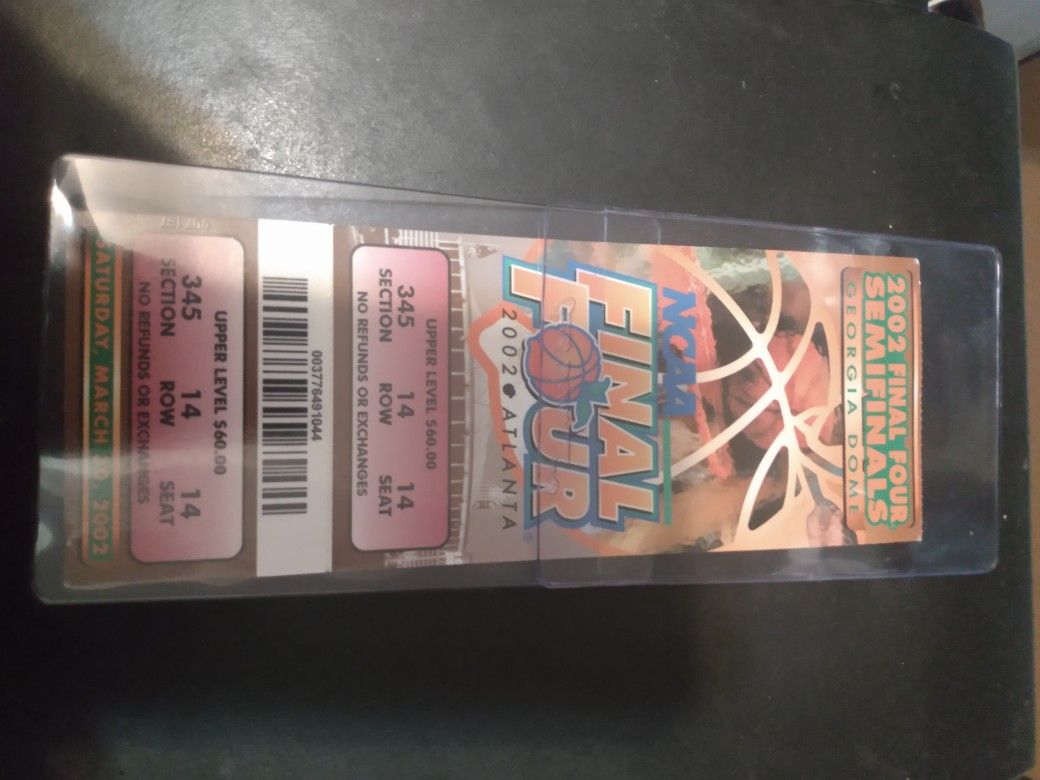 2002 FINAL FOUR
SEMIFINALS
GEORGIA DOME
NCAA
FINAL
FOUR
2002 ATLANTA
UPPER LEVEL $60.00
345 14 14
SECTION ROW SEAT
NO REFUNDS OR EXCHANGES
003776491044
UPPER LEVEL $60.00
345 14 14
SECTION ROW SEAT
NO REFUNDS OR EXCHANGES
SATURDAY, MARCH 30, 2002